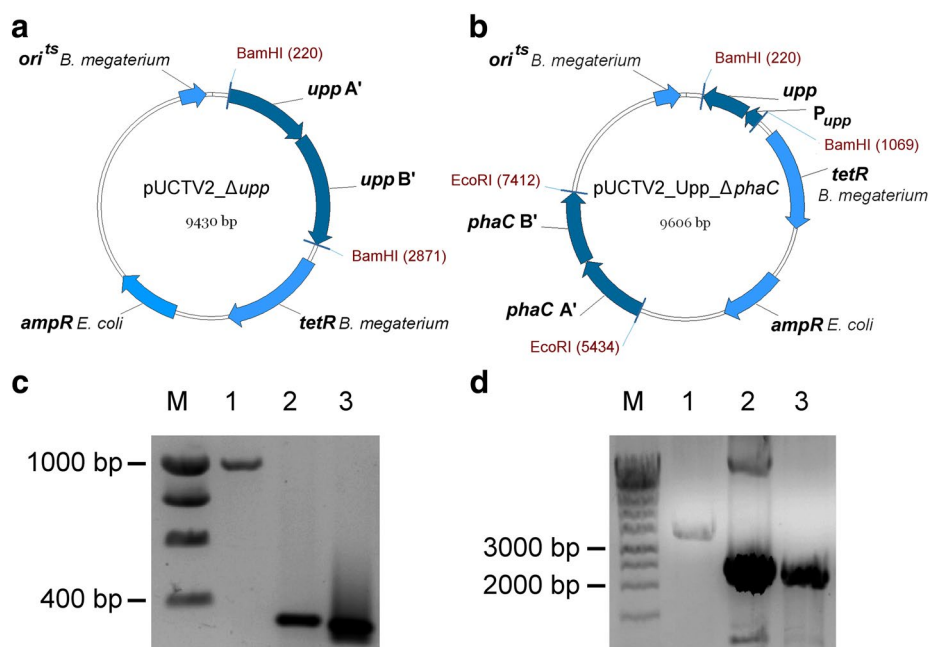 a
ori ts B. megaterium
BamHI (220)
upp A'
upp B'
pUCTV2_Δupp
9430 bp
BamHI (2871)
ampR E. coli
tetR B. megaterium
b
ori ts
B. megaterium
BamHI (220)
upp
Pupp
BamHI (1069)
tetR
B. megaterium
EcoRI (7412)
pUCTV2_Upp_ΔphaC
9606 bp
phaC B'
phaC A'
ampR E. coli
EcoRI (5434)
c
M 1 2 3
1000 bp
400 bp
d
M 1 2 3
3000 bp
2000 bp